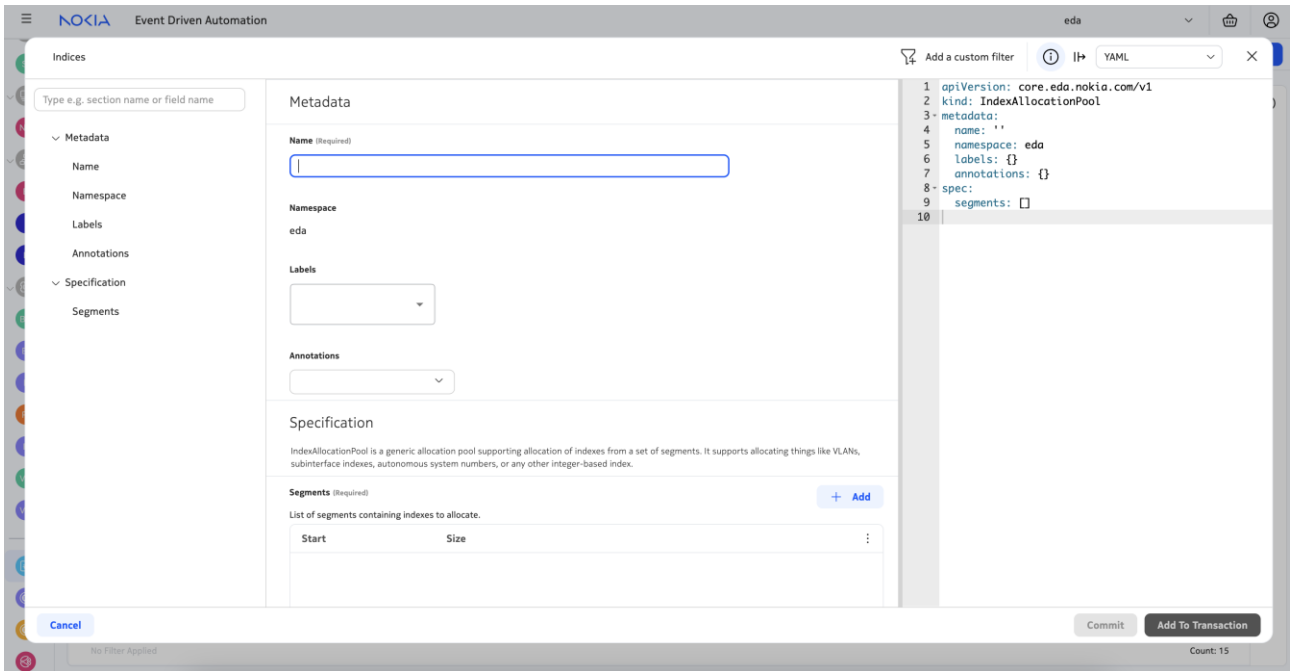 NOKIA Event Driven Automation eda
Indices Add a custom filter YAML
Type e.g. section name or field name
Metadata
Name
Namespace
Labels
Annotations
Specification
Segments
Metadata
Name (Required)
Namespace
eda
Labels
Annotations
Specification
IndexAllocationPool is a generic allocation pool supporting allocation of indexes from a set of segments. It supports allocating things like VLANs,
subinterface indexes, autonomous system numbers, or any other integer-based index.
Segments (Required) + Add
List of segments containing indexes to allocate.
Start Size
1 apiVersion: core.eda.nokia.com/v1
2 kind: IndexAllocationPool
3 metadata:
4 name: ''
5 namespace: eda
6 labels: {}
7 annotations: {}
8 spec:
9 segments: []
10
Cancel Commit Add To Transaction
No Filter Applied Count: 15